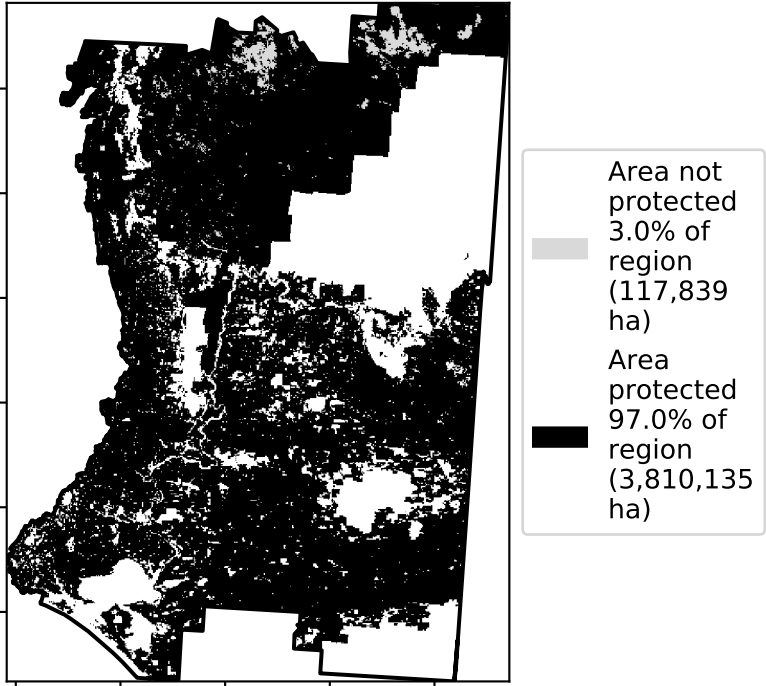 Area not
protected
3.0% of
region
(117,839
ha)
Area
protected
97.0% of
region
(3,810,135
ha)